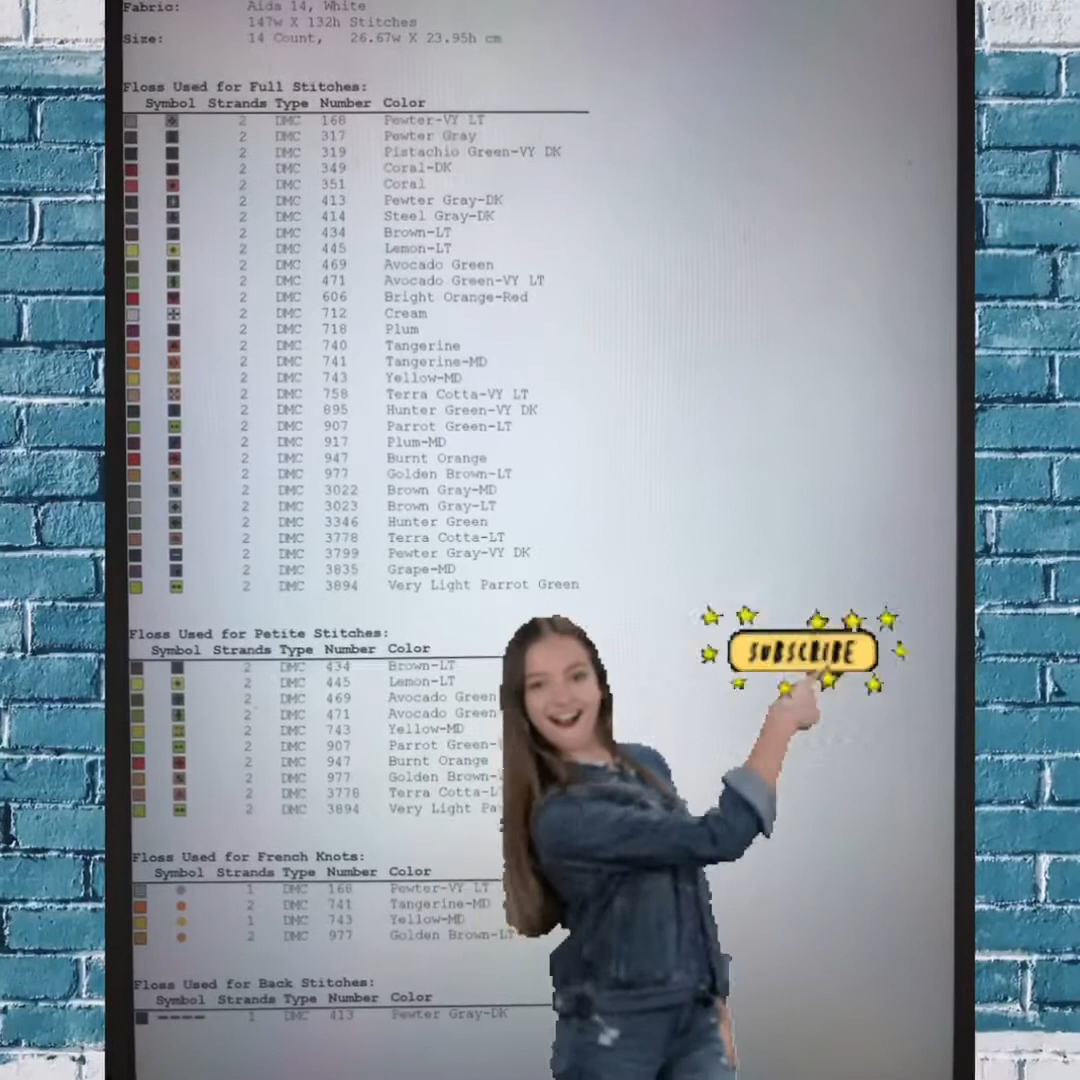 Fabric: Aida 14, White
147w X 132h Stitches
Size: 14 Count, 26.67w X 23.95h cm
Floss Used for Full Stitches:
Symbol Strands Type Number Color
2 DMC 168 Pewter-VY LT
2 DMC 317 Pewter Gray
2 DMC 319 Pistachio Green-VY DK
2 DMC 349 Coral-DK
2 DMC 351 Coral
2 DMC 413 Pewter Gray-DK
2 DMC 414 Steel Gray-DK
2 DMC 434 Brown-LT
2 DMC 445 Lemon-LT
2 DMC 469 Avocado Green
2 DMC 471 Avocado Green-VY LT
2 DMC 606 Bright Orange-Red
2 DMC 712 Cream
2 DMC 718 Plum
2 DMC 740 Tangerine
2 DMC 741 Tangerine-MD
2 DMC 743 Yellow-MD
2 DMC 758 Terra Cotta-VY LT
2 DMC 895 Hunter Green-VY DK
2 DMC 907 Parrot Green-LT
2 DMC 917 Plum-MD
2 DMC 947 Burnt Orange
2 DMC 977 Golden Brown-LT
2 DMC 3022 Brown Gray-MD
2 DMC 3023 Brown Gray-LT
2 DMC 3346 Hunter Green
2 DMC 3778 Terra Cotta-LT
2 DMC 3799 Pewter Gray-VY DK
2 DMC 3835 Grape-MD
2 DMC 3894 Very Light Parrot Green
Floss Used for Petite Stitches:
Symbol Strands Type Number Color
2 DMC 434 Brown-LT
2 DMC 445 Lemon-LT
2 DMC 469 Avocado Green
2 DMC 471 Avocado Green
2 DMC 743 Yellow-MD
2 DMC 907 Parrot Green-
2 DMC 947 Burnt Orange
2 DMC 977 Golden Brown-
2 DMC 3778 Terra Cotta-L
2 DMC 3894 Very Light Pa
SUBSCRIBE
Floss Used for French Knots:
Symbol Strands Type Number Color
1 DMC 168 Pewter-VY LT
2 DMC 741 Tangerine-MD
1 DMC 743 Yellow-MD
2 DMC 977 Golden Brown-LT
Floss Used for Back Stitches:
Symbol Strands Type Number Color
1 DMC 413 Pewter Gray-DK